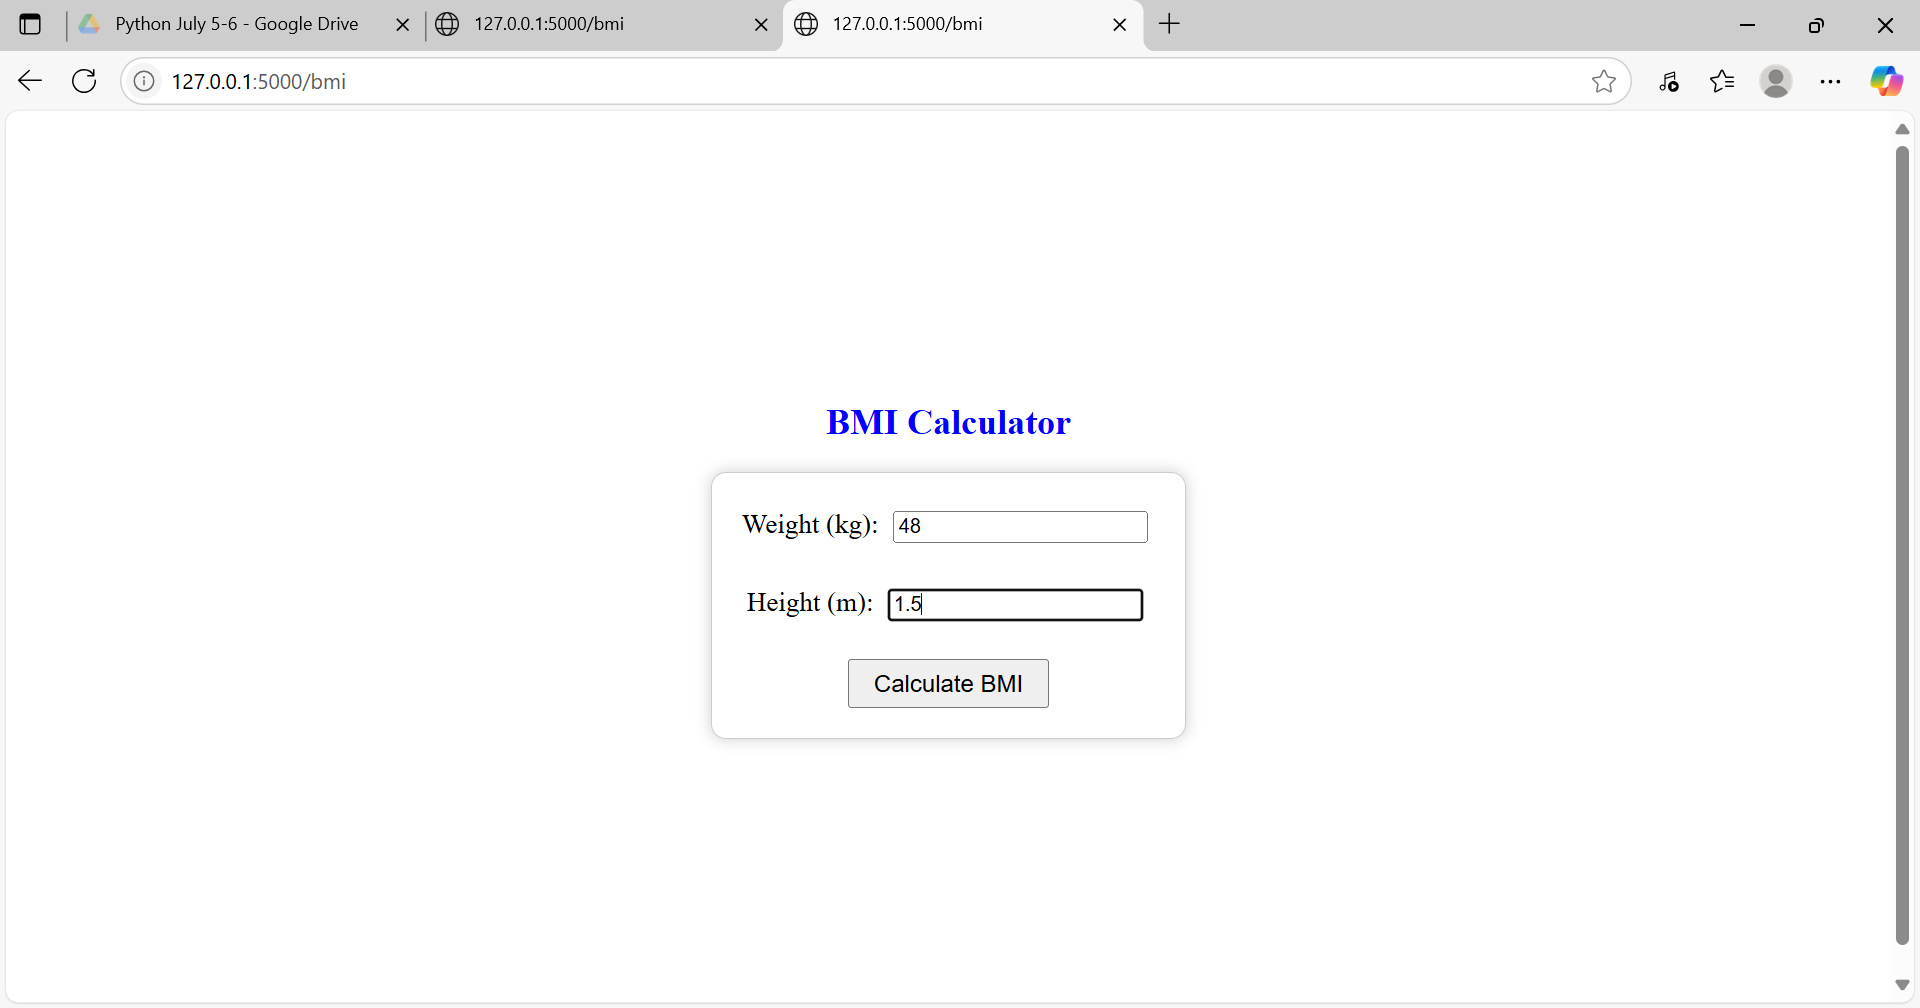 Python July 5-6 - Google Drive
127.0.0.1:5000/bmi
127.0.0.1:5000/bmi
127.0.0.1:5000/bmi
BMI Calculator
Weight (kg): 48
Height (m): 1.5
Calculate BMI